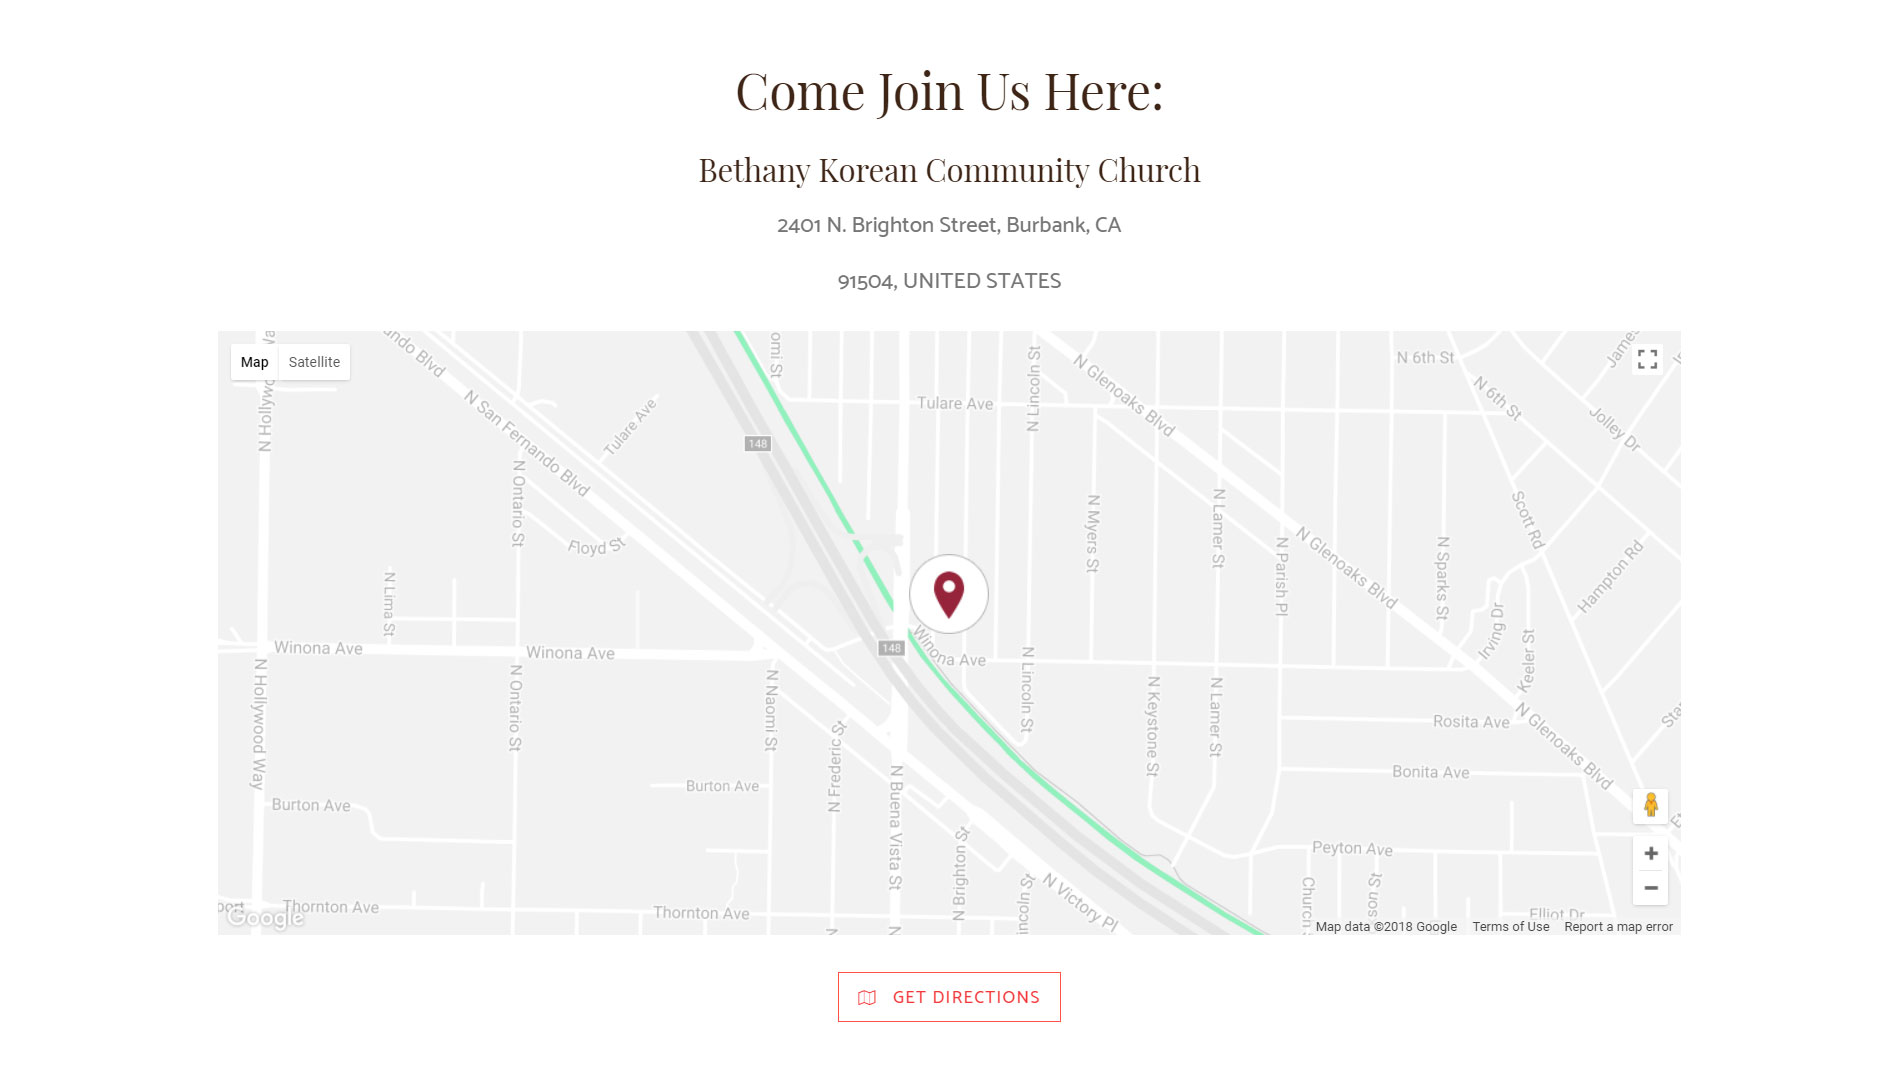 Come Join Us Here:
Bethany Korean Community Church
2401 N. Brighton Street, Burbank, CA
91504, UNITED STATES
Map
Satellite
N 6th St
N 6th St
Jolley Dr
N Hollywood Way
N San Fernando Blvd
Tulare Ave
Tulare Ave
N Lincoln St
N Glenoaks Blvd
148
N Ontario St
Floyd St
N Myers St
N Lamer St
N Parish Pl
N Glenoaks Blvd
N Sparks St
Scott Rd
Hampton Rd
N Lima St
Irving Dr
Keeler St
Winona Ave
Winona Ave
148
Winona Ave
N Hollywood Way
N Ontario St
N Naomi St
N Lincoln St
N Keystone St
N Lamer St
Rosita Ave
N Glenoaks Blvd
N Frederic St
Bonita Ave
Burton Ave
Burton Ave
N Buena Vista St
N Brighton St
N Victory Pl
Peyton Ave
Thornton Ave
Thornton Ave
Church
Elliot Dr
Google
Map data ©2018 Google
Terms of Use
Report a map error
GET DIRECTIONS